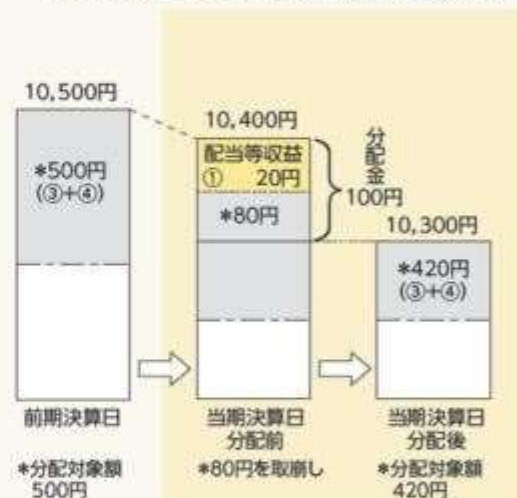 10,500円
*500円
(③+④)
前期決算日
*分配対象額
500円
10,400円
配当等収益
① 20円
*80円
分配金
100円
当期決算日
分配前
*80円を取崩し
10,300円
*420円
(③+④)
当期決算日
分配後
*分配対象額
420円